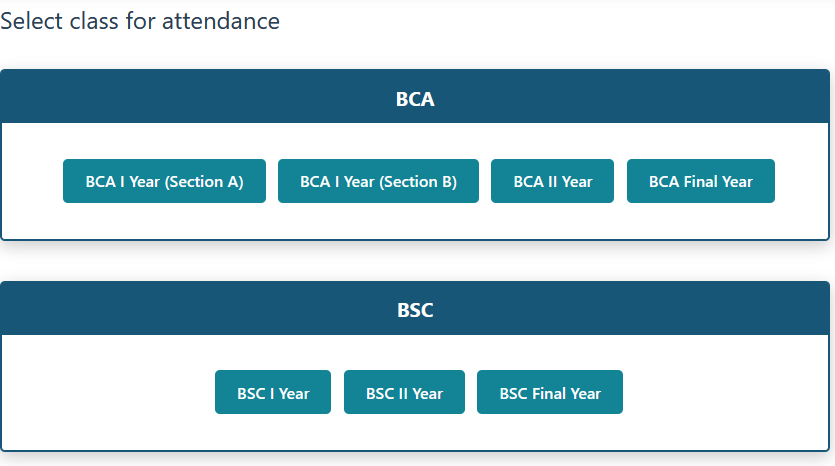 Select class for attendance
BCA
BCA I Year (Section A) BCA I Year (Section B) BCA II Year BCA Final Year
BSC
BSC I Year BSC II Year BSC Final Year